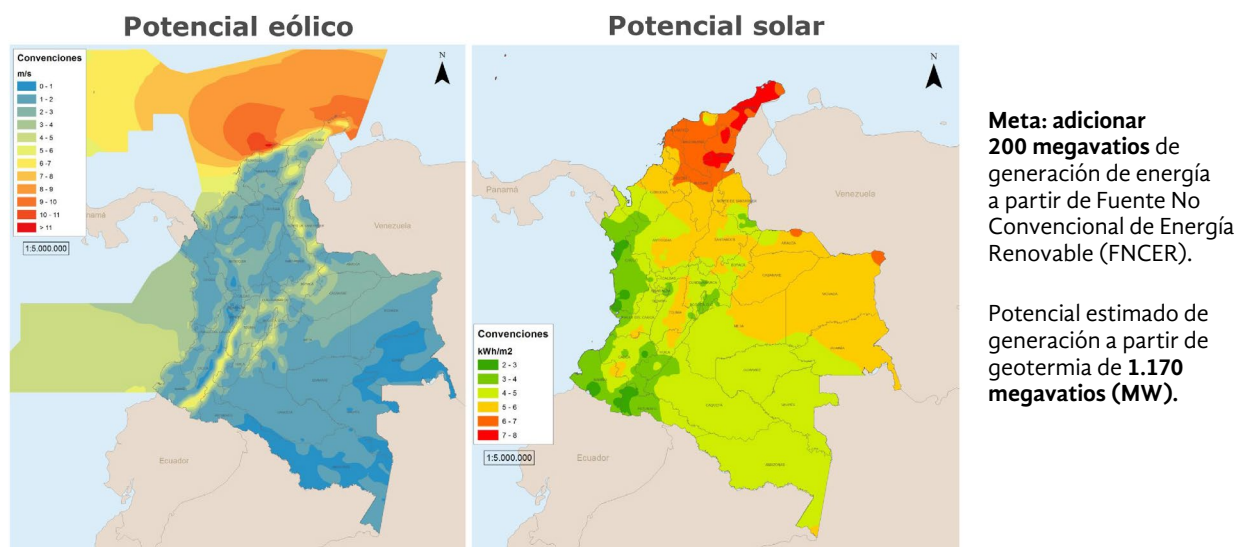 Potencial eólico
Convenciones
m/s
0 - 1
1 - 2
2 - 3
3 - 4
4 - 5
5 - 6
6 - 7
7 - 8
8 - 9
9 - 10
10 - 11
> 11
1:5.000.000
N
Panamá
Venezuela
Ecuador
Potencial solar
N
Panamá
Venezuela
Convenciones
kWh/m2
2 - 3
3 - 4
4 - 5
5 - 6
6 - 7
7 - 8
1:5.000.000
Ecuador
Meta: adicionar
200 megavatios de
generación de energía
a partir de Fuente No
Convencional de Energía
Renovable (FNCER).
Potencial estimado de
generación a partir de
geotermia de 1.170
megavatios (MW).